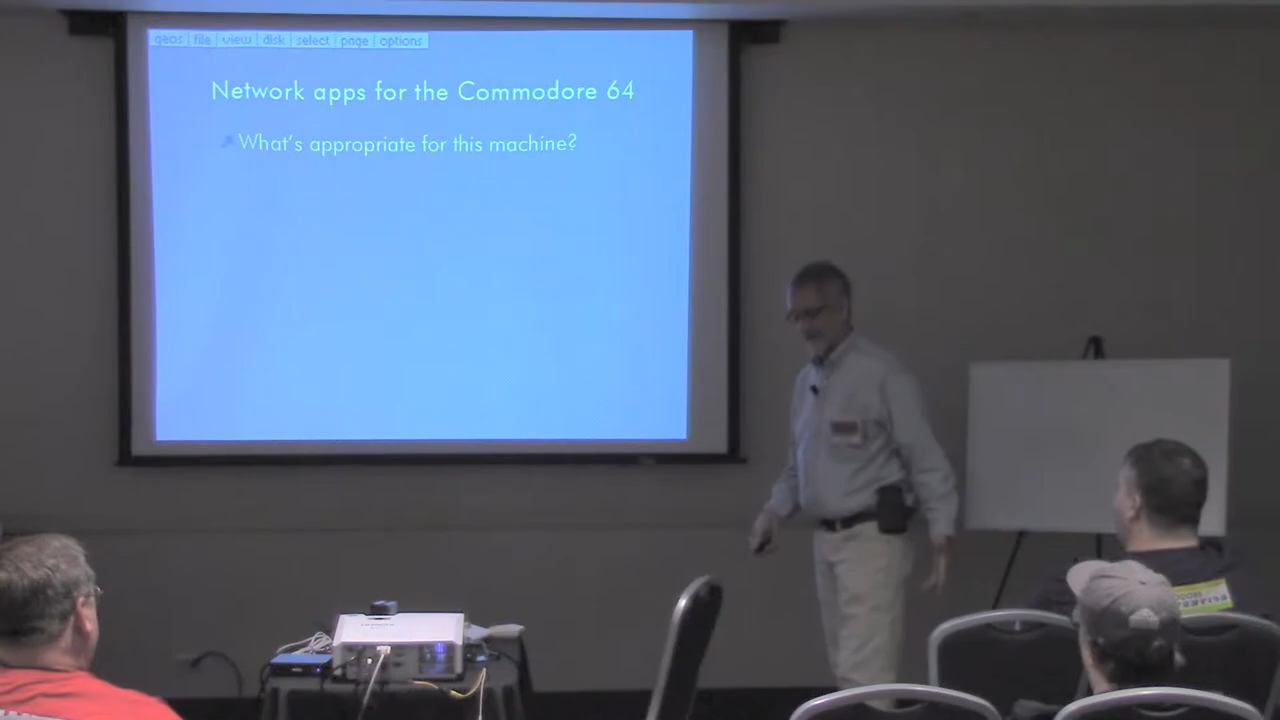 geos file view disk select page options
Network apps for the Commodore 64
What's appropriate for this machine?